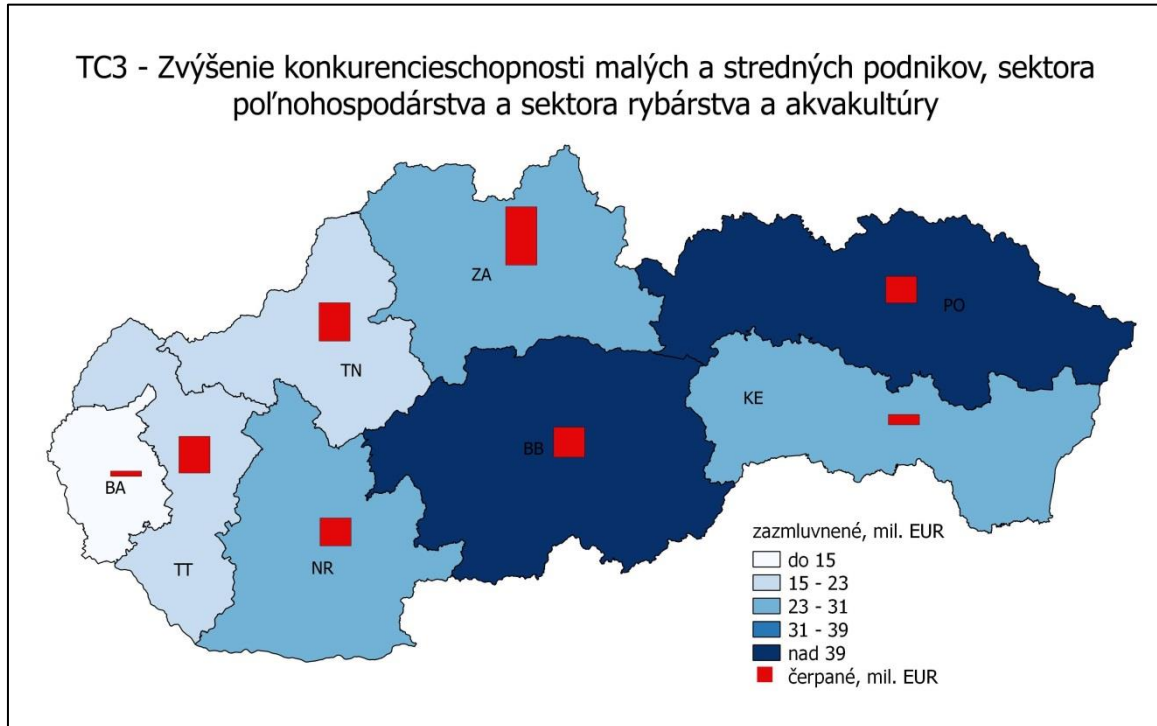 TC3 - Zvýšenie konkurencieschopnosti malých a stredných podnikov, sektora
poľnohospodárstva a sektora rybárstva a akvakultúry
ZA
PO
TN
KE
BB
BA
TT
NR
zazmluvnené, mil. EUR
do 15
15 - 23
23 - 31
31 - 39
nad 39
čerpané, mil. EUR